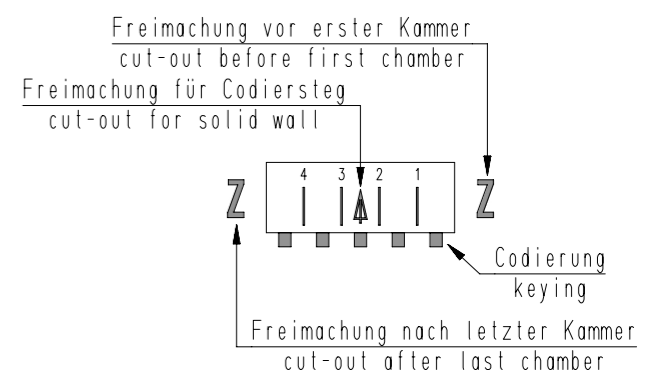 Freimachung vor erster Kammer
cut-out before first chamber
Freimachung für Codiersteg
cut-out for solid wall
4 3 2 1
Z Z
Codierung
keying
Freimachung nach letzter Kammer
cut-out after last chamber